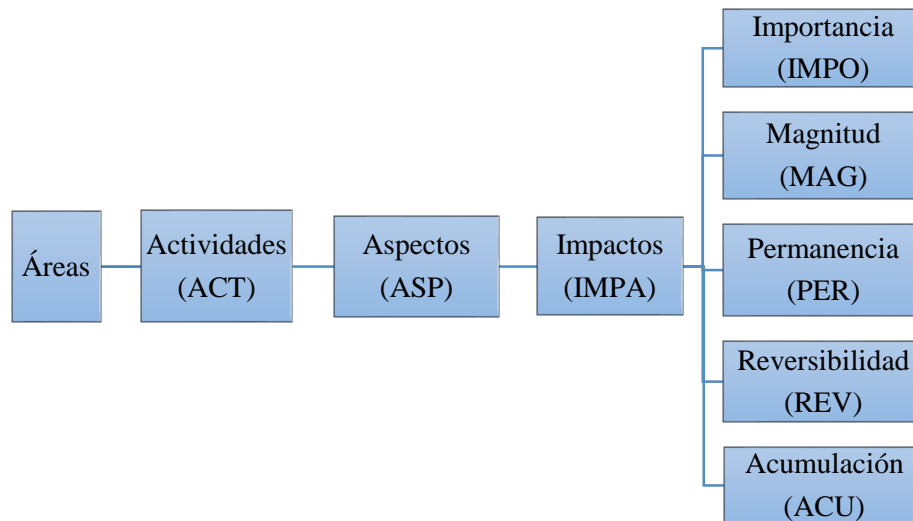 Áreas
Actividades
(ACT)
Aspectos
(ASP)
Impactos
(IMPA)
Importancia
(IMPO)
Magnitud
(MAG)
Permanencia
(PER)
Reversibilidad
(REV)
Acumulación
(ACU)